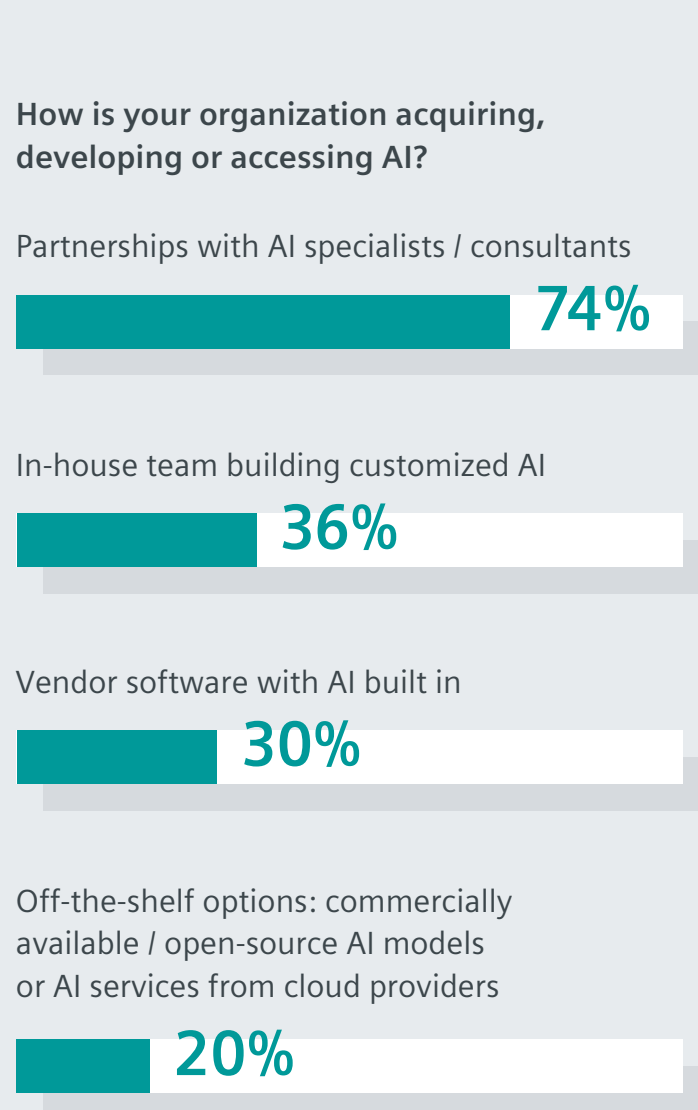 How is your organization acquiring,
developing or accessing AI?
Partnerships with AI specialists / consultants
74%
In-house team building customized AI
36%
Vendor software with AI built in
30%
Off-the-shelf options: commercially
available / open-source AI models
or AI services from cloud providers
20%